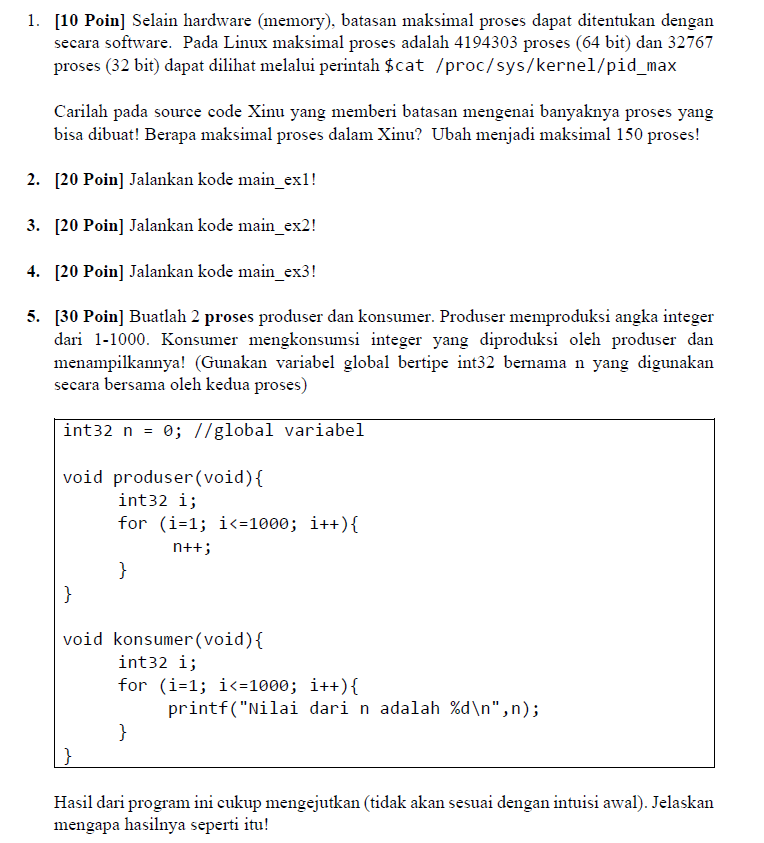 1. [10 Poin] Selain hardware (memory), batasan maksimal proses dapat ditentukan dengan
secara software. Pada Linux maksimal proses adalah 4194303 proses (64 bit) dan 32767
proses (32 bit) dapat dilihat melalui perintah $cat /proc/sys/kernel/pid_max
Carilah pada source code Xinu yang memberi batasan mengenai banyaknya proses yang
bisa dibuat! Berapa maksimal proses dalam Xinu? Ubah menjadi maksimal 150 proses!
2. [20 Poin] Jalankan kode main_ex1!
3. [20 Poin] Jalankan kode main_ex2!
4. [20 Poin] Jalankan kode main_ex3!
5. [30 Poin] Buatlah 2 proses produser dan konsumer. Produser memproduksi angka integer
dari 1-1000. Konsumer mengkonsumsi integer yang diproduksi oleh produser dan
menampilkannya! (Gunakan variabel global bertipe int32 bernama n yang digunakan
secara bersama oleh kedua proses)
int32 n = 0; //global variabel
void produser(void){
int32 i;
for (i=1; i<=1000; i++){
n++;
}
}
void konsumer(void){
int32 i;
for (i=1; i<=1000; i++){
printf("Nilai dari n adalah %d\n",n);
}
}
Hasil dari program ini cukup mengejutkan (tidak akan sesuai dengan intuisi awal). Jelaskan
mengapa hasilnya seperti itu!